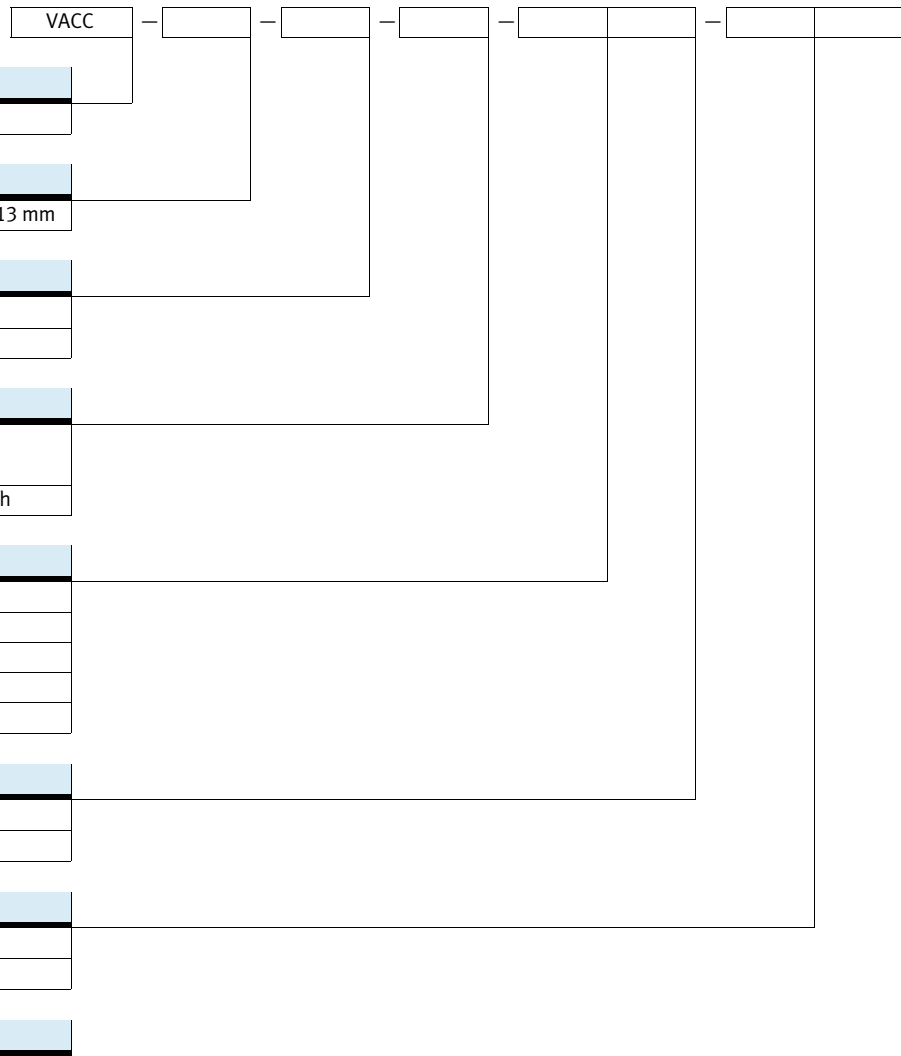 VACC — — — — —
13 mm
h